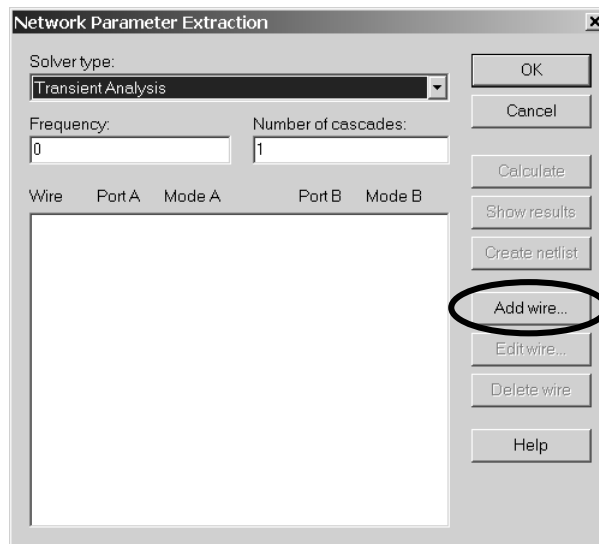 Network Parameter Extraction
Solver type:
Transient Analysis
Frequency:
Number of cascades:
0
1
Wire Port A Mode A Port B Mode B
OK
Cancel
Calculate
Show results
Create netlist
Add wire...
Edit wire...
Delete wire
Help